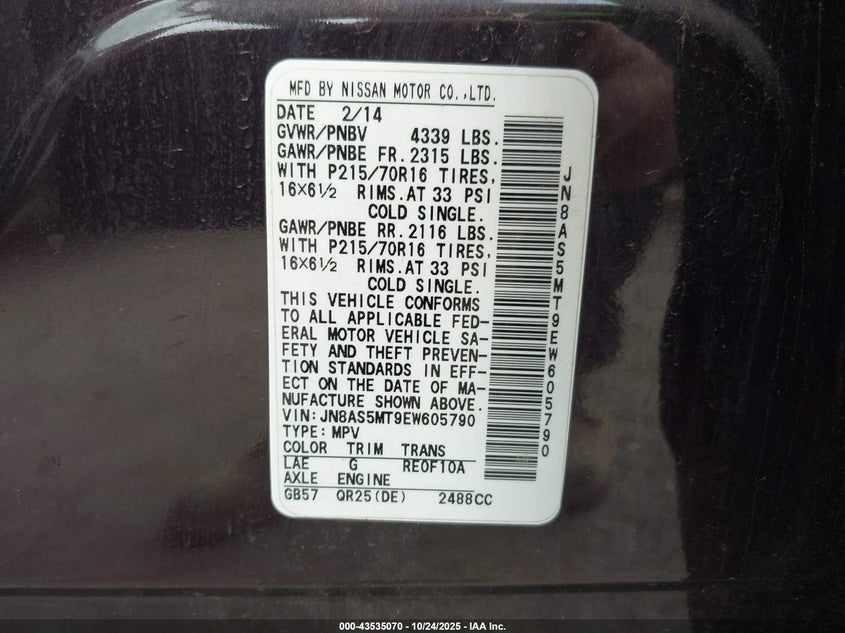 MFD BY NISSAN MOTOR CO.,LTD.
DATE 2/14
GVWR/PNBV 4339 LBS.
GAWR/PNBE FR.2315 LBS.
WITH P215/70R16 TIRES,
16×6½ RIMS.AT 33 PSI
COLD SINGLE.
GAWR/PNBE RR.2116 LBS.
WITH P215/70R16 TIRES,
16×6½ RIMS.AT 33 PSI
COLD SINGLE.
THIS VEHICLE CONFORMS
TO ALL APPLICABLE FED-
ERAL MOTOR VEHICLE SA-
FETY AND THEFT PREVEN-
TION STANDARDS IN EFF-
ECT ON THE DATE OF MA-
NUFACTURE SHOWN ABOVE.
VIN:JN8AS5MT9EW605790
TYPE:MPV
COLOR TRIM TRANS
LAE G RE0F10A
AXLE ENGINE
GB57 QR25(DE) 2488CC
JN8AS5MT9EW605790
000-43535070 - 10/24/2025 - IAA Inc.